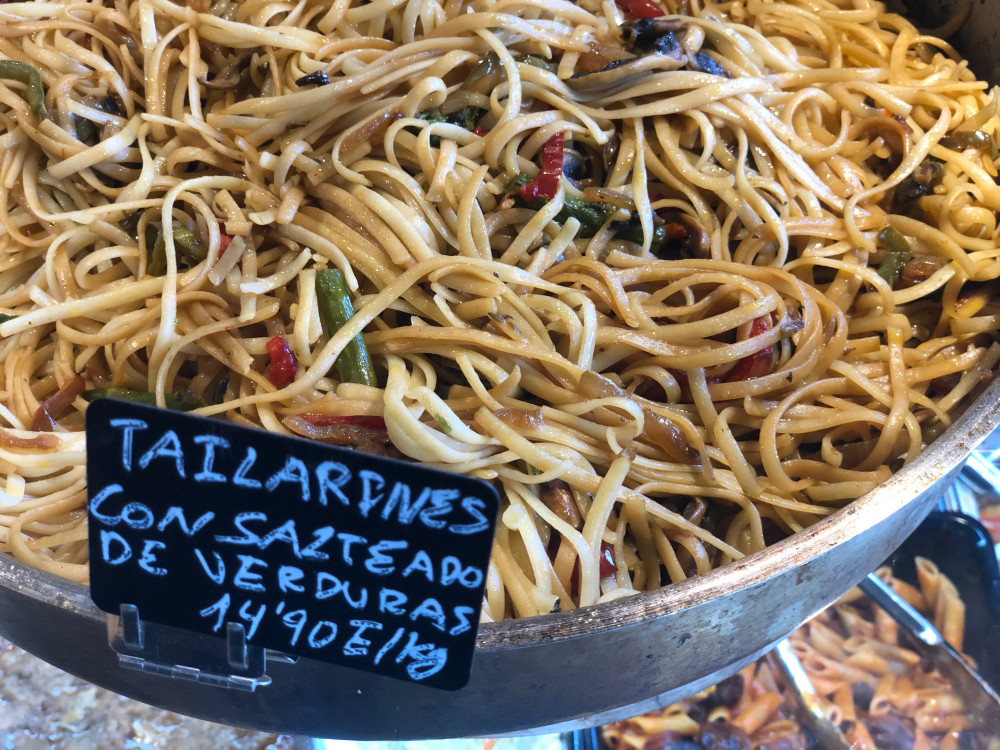 TAILARINES
CON SALTEADO
DE VERDURAS
14'90 E/kg